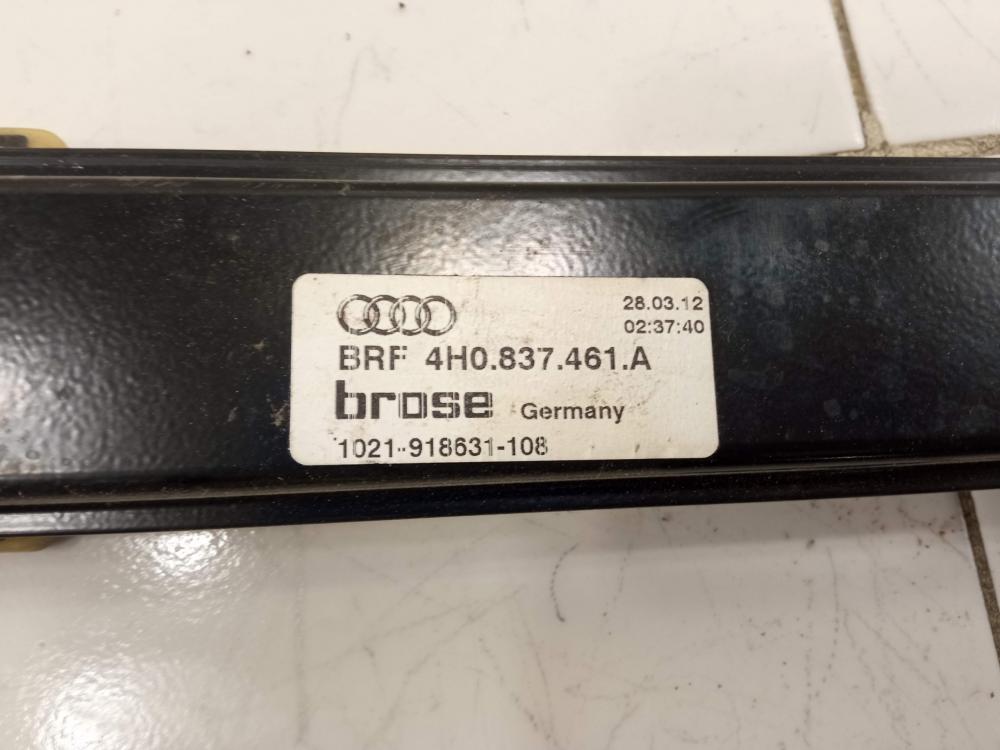 28.03.12
02:37:40
BRF 4H0.837.461.A
brose Germany
1021-918631-108